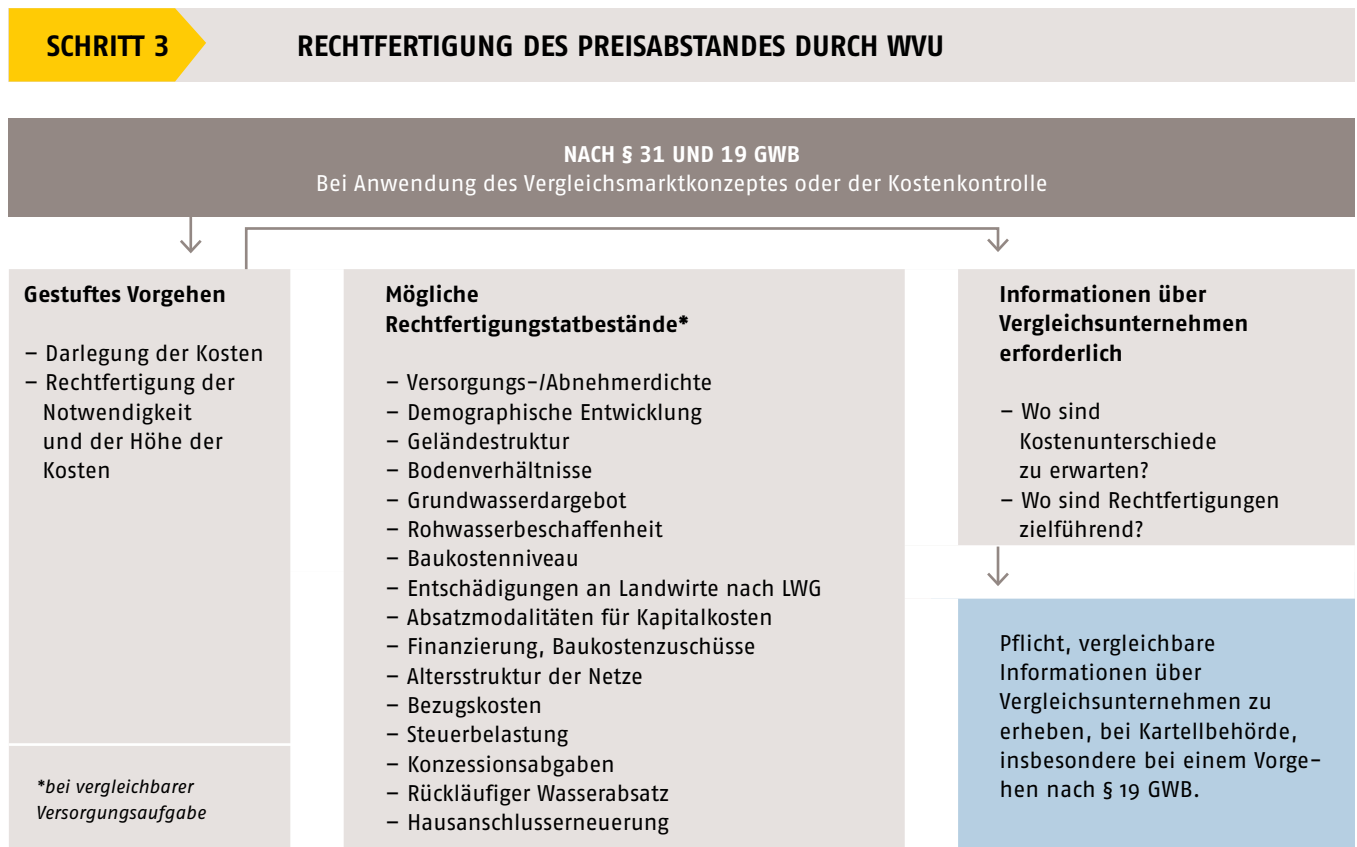 SCHRITT 3
RECHTFERTIGUNG DES PREISABSTANDES DURCH WVU
NACH § 31 UND 19 GWB
Bei Anwendung des Vergleichsmarktkonzeptes oder der Kostenkontrolle
Gestuftes Vorgehen
– Darlegung der Kosten
– Rechtfertigung der
Notwendigkeit
und der Höhe der
Kosten
*bei vergleichbarer
Versorgungsaufgabe
Mögliche
Rechtfertigungstatbestände*
– Versorgungs-/Abnehmerdichte
– Demographische Entwicklung
– Geländestruktur
– Bodenverhältnisse
– Grundwasserdargebot
– Rohwasserbeschaffenheit
– Baukostenniveau
– Entschädigungen an Landwirte nach LWG
– Absatzmodalitäten für Kapitalkosten
– Finanzierung, Baukostenzuschüsse
– Altersstruktur der Netze
– Bezugskosten
– Steuerbelastung
– Konzessionsabgaben
– Rückläufiger Wasserabsatz
– Hausanschlusserneuerung
Informationen über
Vergleichsunternehmen
erforderlich
– Wo sind
Kostenunterschiede
zu erwarten?
– Wo sind Rechtfertigungen
zielführend?
Pflicht, vergleichbare
Informationen über
Vergleichsunternehmen zu
erheben, bei Kartellbehörde,
insbesondere bei einem Vorge-
hen nach § 19 GWB.